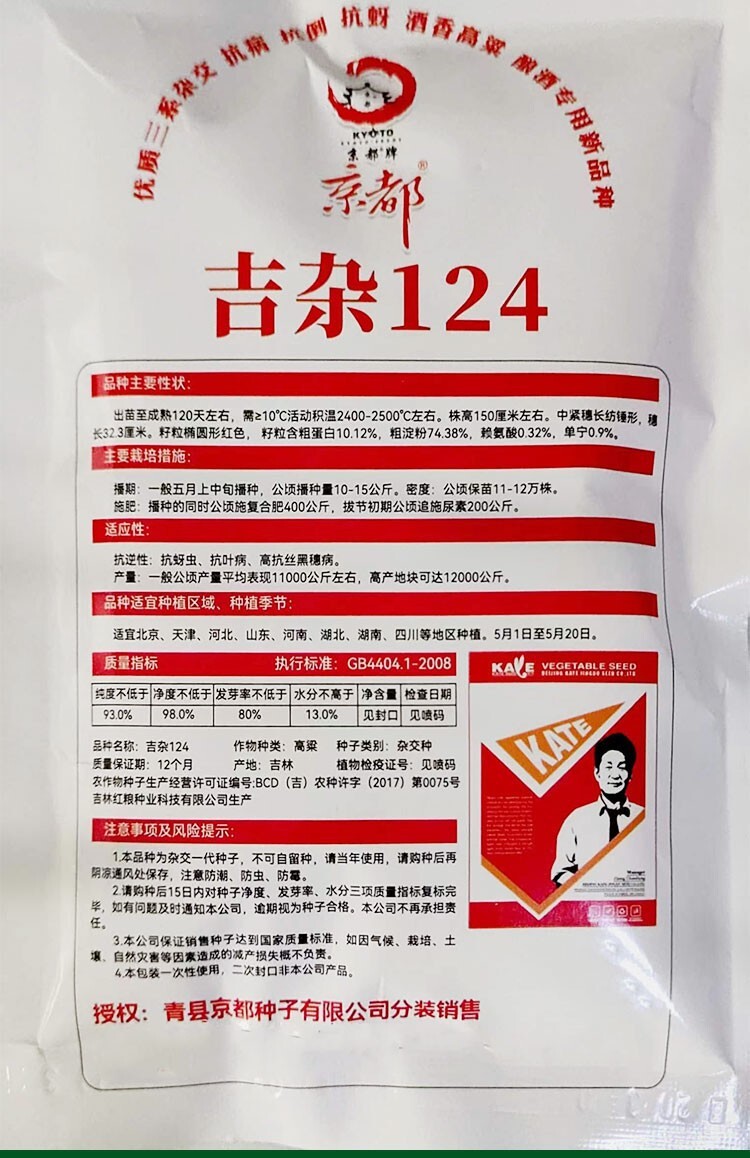 优质三系杂交 抗病 抗倒 抗蚜 酒香高粱 酿酒专用新品种
KYOTO
京都牌
京都®
吉杂124
品种主要性状：
出苗至成熟120天左右，需≥10℃活动积温2400-2500℃左右。株高150厘米左右。中紧穗长纺锤形，穗
长32.3厘米。籽粒椭圆形红色， 籽粒含粗蛋白10.12%，粗淀粉74.38%，赖氨酸0.32%，单宁0.9%。
主要栽培措施：
播期：一般五月上中旬播种，公顷播种量10-15公斤。密度：公顷保苗11-12万株。
施肥：播种的同时公顷施复合肥400公斤，拔节初期公顷追施尿素200公斤。
适应性：
抗逆性：抗蚜虫、抗叶病、高抗丝黑穗病。
产量：一般公顷产量平均表现11000公斤左右，高产地块可达12000公斤。
品种适宜种植区域、种植季节：
适宜北京、天津、河北、山东、河南、湖北、湖南、四川等地区种植。5月1日至5月20日。
质量指标 执行标准：GB4404.1-2008
纯度不低于 净度不低于 发芽率不低于 水分不高于 净含量 检查日期
93.0% 98.0% 80% 13.0% 见封口 见喷码
品种名称：吉杂124 作物种类：高粱 种子类别：杂交种
质量保证期：12个月 产地：吉林 植物检疫证号：见喷码
农作物种子生产经营许可证编号:BCD（吉）农种许字（2017）第0075号
吉林红粮种业科技有限公司生产
注意事项及风险提示：
1.本品种为杂交一代种子，不可自留种，请当年使用，请购种后再
阴凉通风处保存，注意防潮、防虫、防霉。
2.请购种后15日内对种子净度、发芽率、水分三项质量指标复标完
毕，如有问题及时通知本公司，逾期视为种子合格。本公司不再承担责
任。
3.本公司保证销售种子达到国家质量标准，如因气候、栽培、土
壤、自然灾害等因素造成的减产损失概不负责。
4.本包装一次性使用，二次封口非本公司产品。
授权：青县京都种子有限公司分装销售
KATE VEGETABLE SEED
BEIJING KATE JINGDU SEED CO.,LTD
KATE